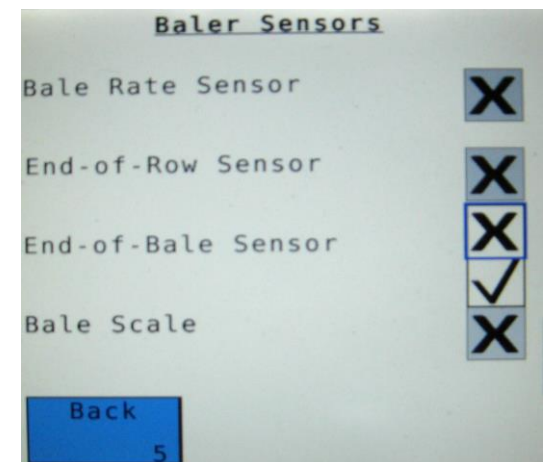 Baler Sensors
Bale Rate Sensor
End-of-Row Sensor
End-of-Bale Sensor
Bale Scale
Back
5